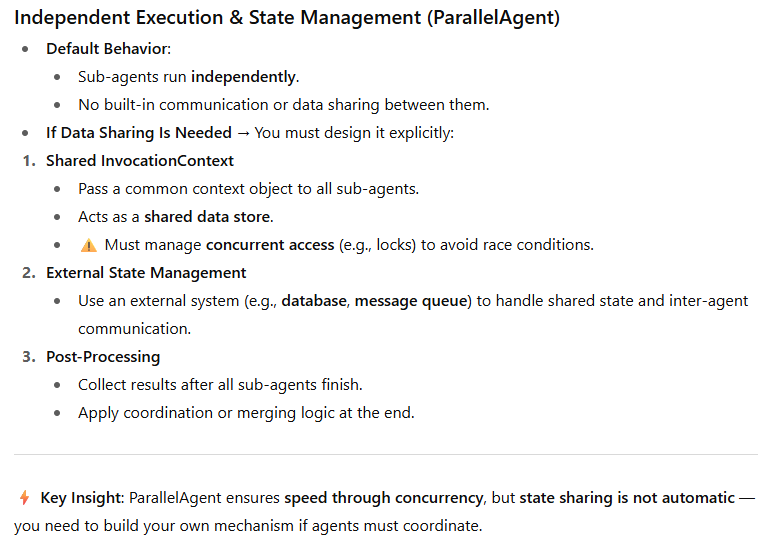 Independent Execution & State Management (ParallelAgent)
• Default Behavior:
• Sub-agents run independently.
• No built-in communication or data sharing between them.
• If Data Sharing Is Needed → You must design it explicitly:
1. Shared InvocationContext
• Pass a common context object to all sub-agents.
• Acts as a shared data store.
• ⚠️ Must manage concurrent access (e.g., locks) to avoid race conditions.
2. External State Management
• Use an external system (e.g., database, message queue) to handle shared state and inter-agent
communication.
3. Post-Processing
• Collect results after all sub-agents finish.
• Apply coordination or merging logic at the end.
⚡ Key Insight: ParallelAgent ensures speed through concurrency, but state sharing is not automatic —
you need to build your own mechanism if agents must coordinate.